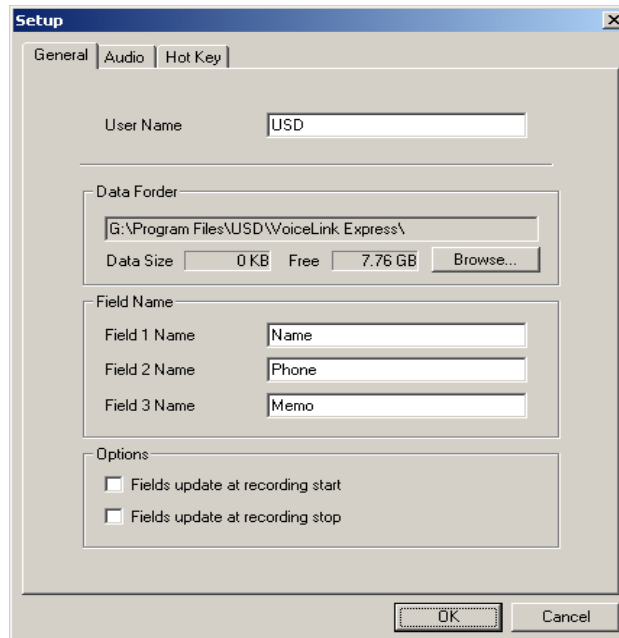 Setup
General Audio Hot Key
User Name USD
Data Forder
G:\Program Files\USD\VoiceLink Express\
Data Size 0 KB Free 7.76 GB Browse...
Field Name
Field 1 Name Name
Field 2 Name Phone
Field 3 Name Memo
Options
Fields update at recording start
Fields update at recording stop
OK Cancel